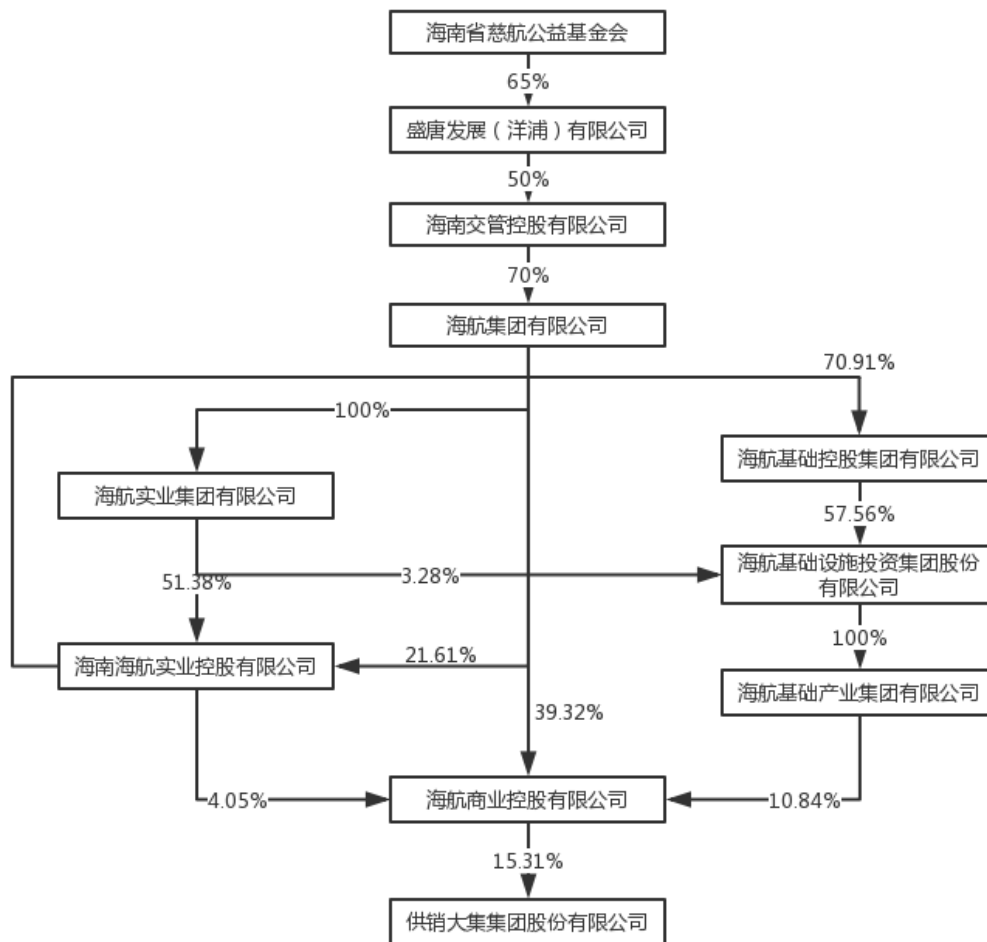 海南省慈航公益基金会
65%
盛唐发展（洋浦）有限公司
50%
海南交管控股有限公司
70%
海航集团有限公司
70.91%
100%
海航基础控股集团有限公司
海航实业集团有限公司
57.56%
海航基础设施投资集团股份
有限公司
51.38%
3.28%
100%
海南海航实业控股有限公司
21.61%
海航基础产业集团有限公司
39.32%
4.05%
海航商业控股有限公司
10.84%
15.31%
供销大集集团股份有限公司